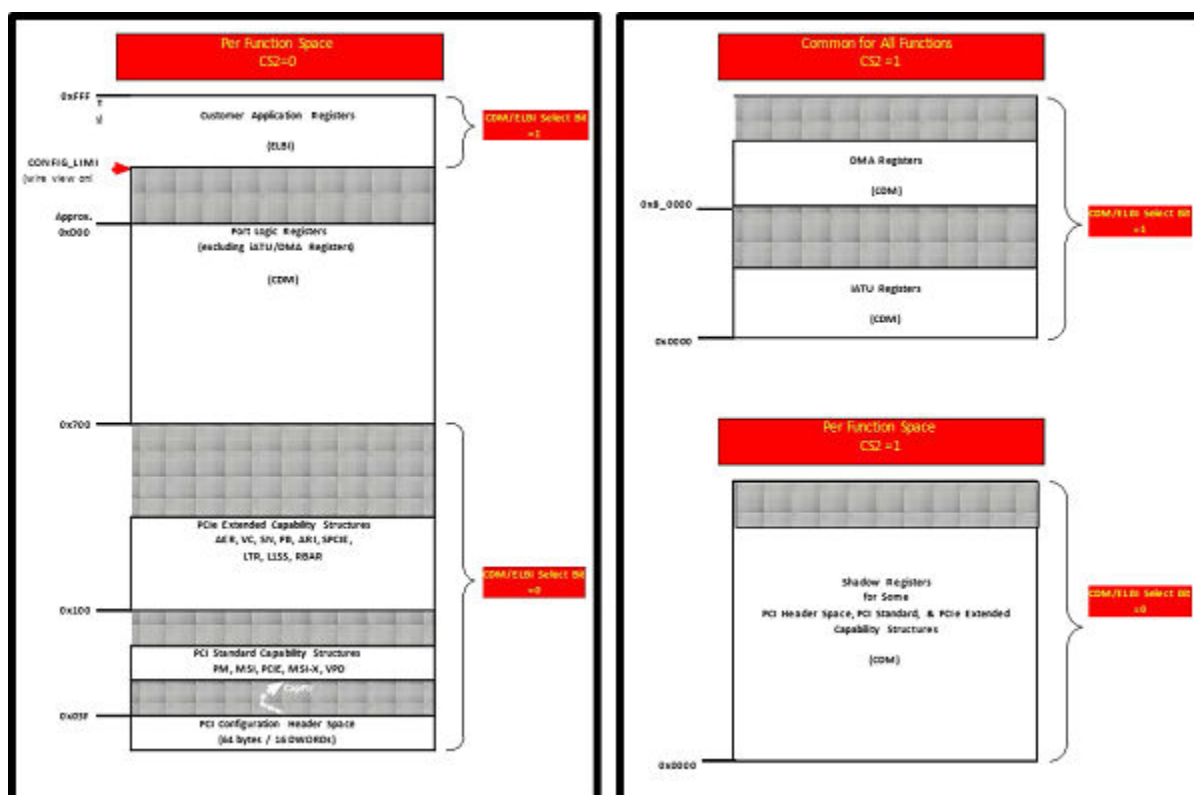 Per Function Space
CS2=0
0xFFF
Customer Application Registers
(ELBI)
CDM/ELBI Select Bit
=1
CONFIG_LIMI
(wire view onl
Approx.
0xD00
Port Logic Registers
(excluding iATU/DMA Registers)
(CDM)
0x700
PCIe Extended Capability Structures
AER, VC, SN, PB, ARI, SPCIE,
LTR, L1SS, RBAR
CDM/ELBI Select Bit
=0
0x100
PCI Standard Capability Structures
PM, MSI, PCIE, MSI-X, VPD
0x03F
PCI Configuration Header Space
(64 bytes / 16 DWORDs)
Common for All Functions
CS2 =1
DMA Registers
(CDM)
0x8_0000
CDM/ELBI Select Bit
=1
iATU Registers
(CDM)
0x0000
Per Function Space
CS2 =1
Shadow Registers
for Some
PCI Header Space, PCI Standard, & PCIe Extended
Capability Structures
(CDM)
CDM/ELBI Select Bit
=0
0x0000